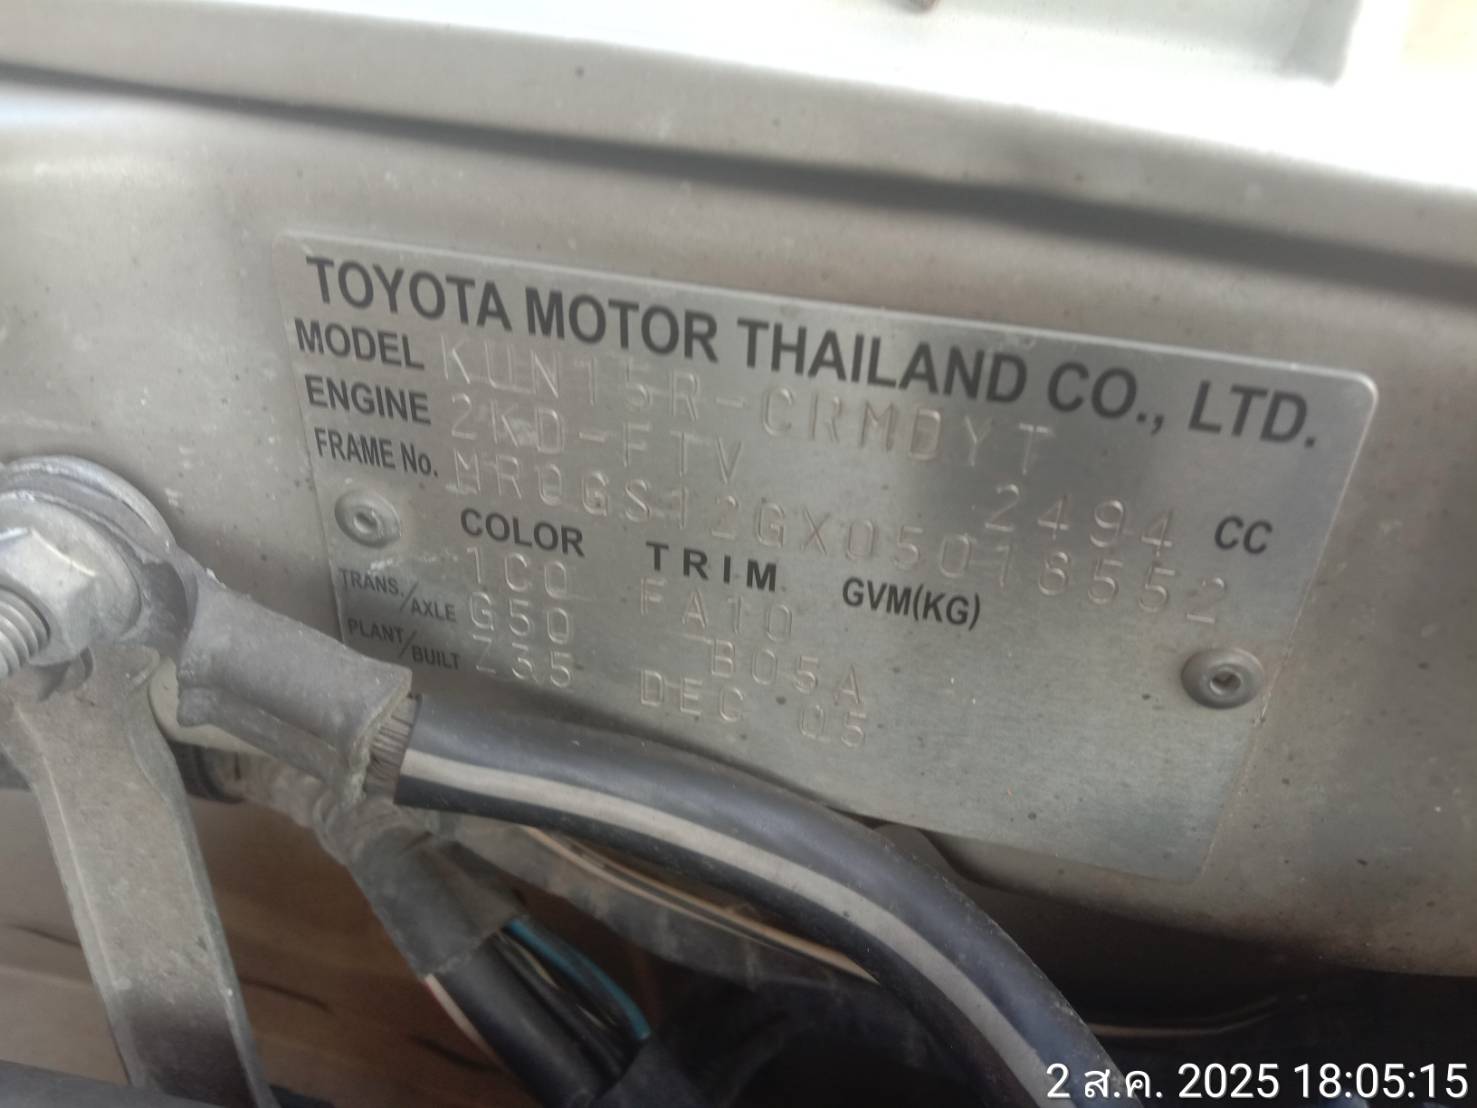 TOYOTA MOTOR THAILAND CO., LTD.
MODEL KUN15R-CRMDYT
ENGINE 2KD-FTV 2494 CC
FRAME No. MR0GS12GX05018552
COLOR TRIM GVM(KG)
1C0 FA10
TRANS./AXLE G50 B05A
PLANT/BUILT Z35 DEC 05
2 ส.ค. 2025 18:05:15